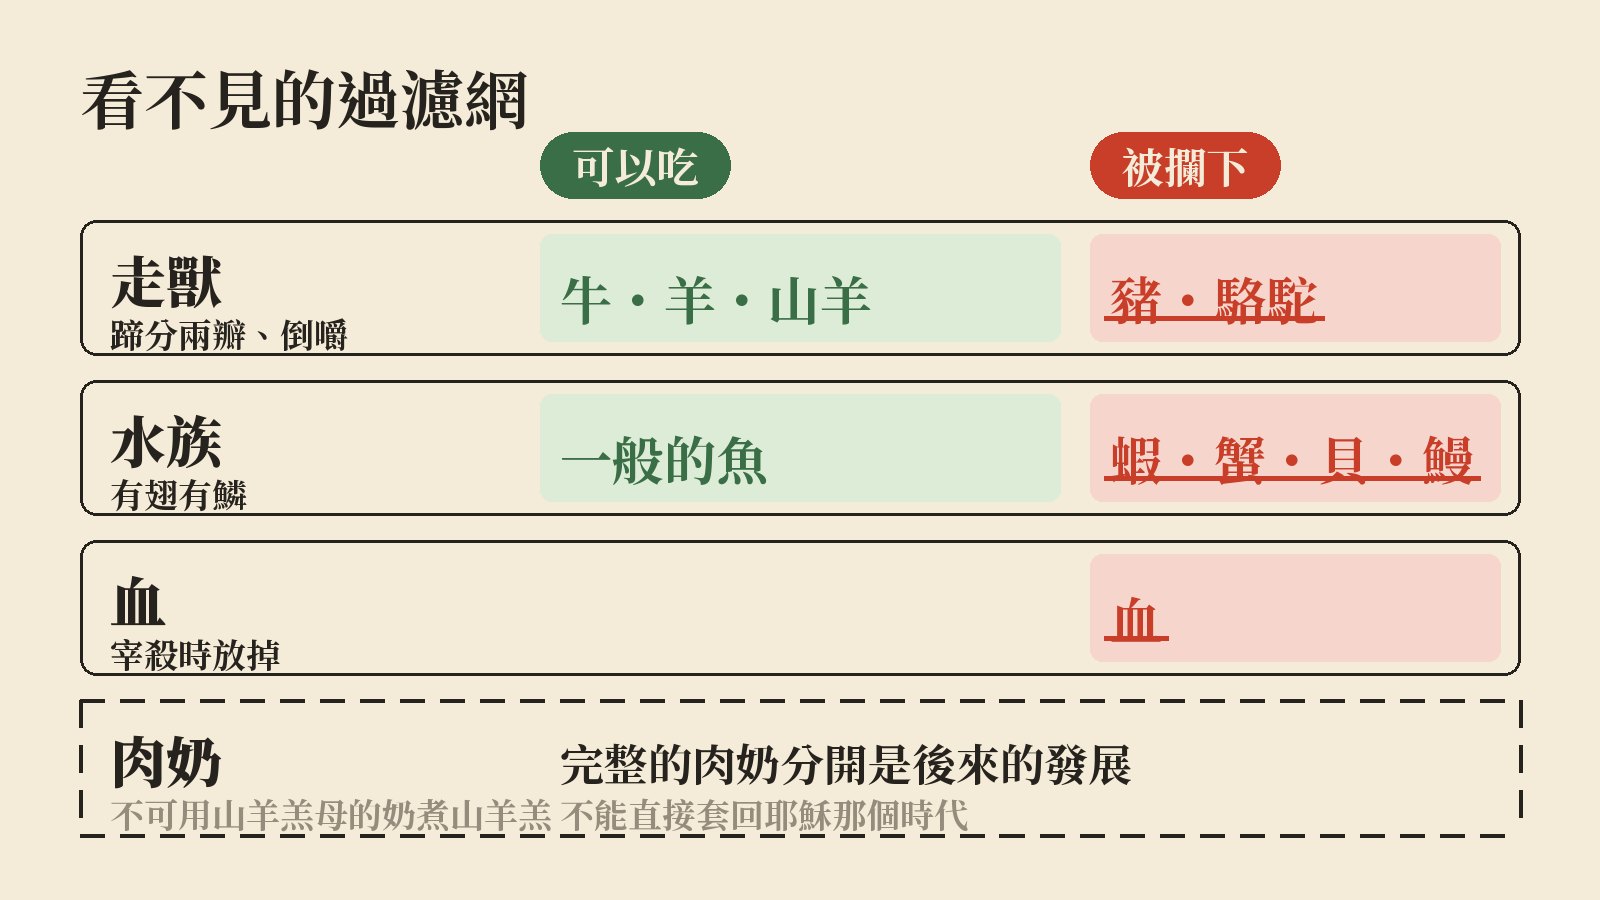 看不見的過濾網
可以吃
被攔下
走獸
蹄分兩瓣、倒嚼
牛・羊・山羊
豬・駱駝
水族
有翅有鱗
一般的魚
蝦・蟹・貝・鰻
血
宰殺時放掉
血
肉奶
不可用山羊羔母的奶煮山羊羔
完整的肉奶分開是後來的發展
不能直接套回耶穌那個時代